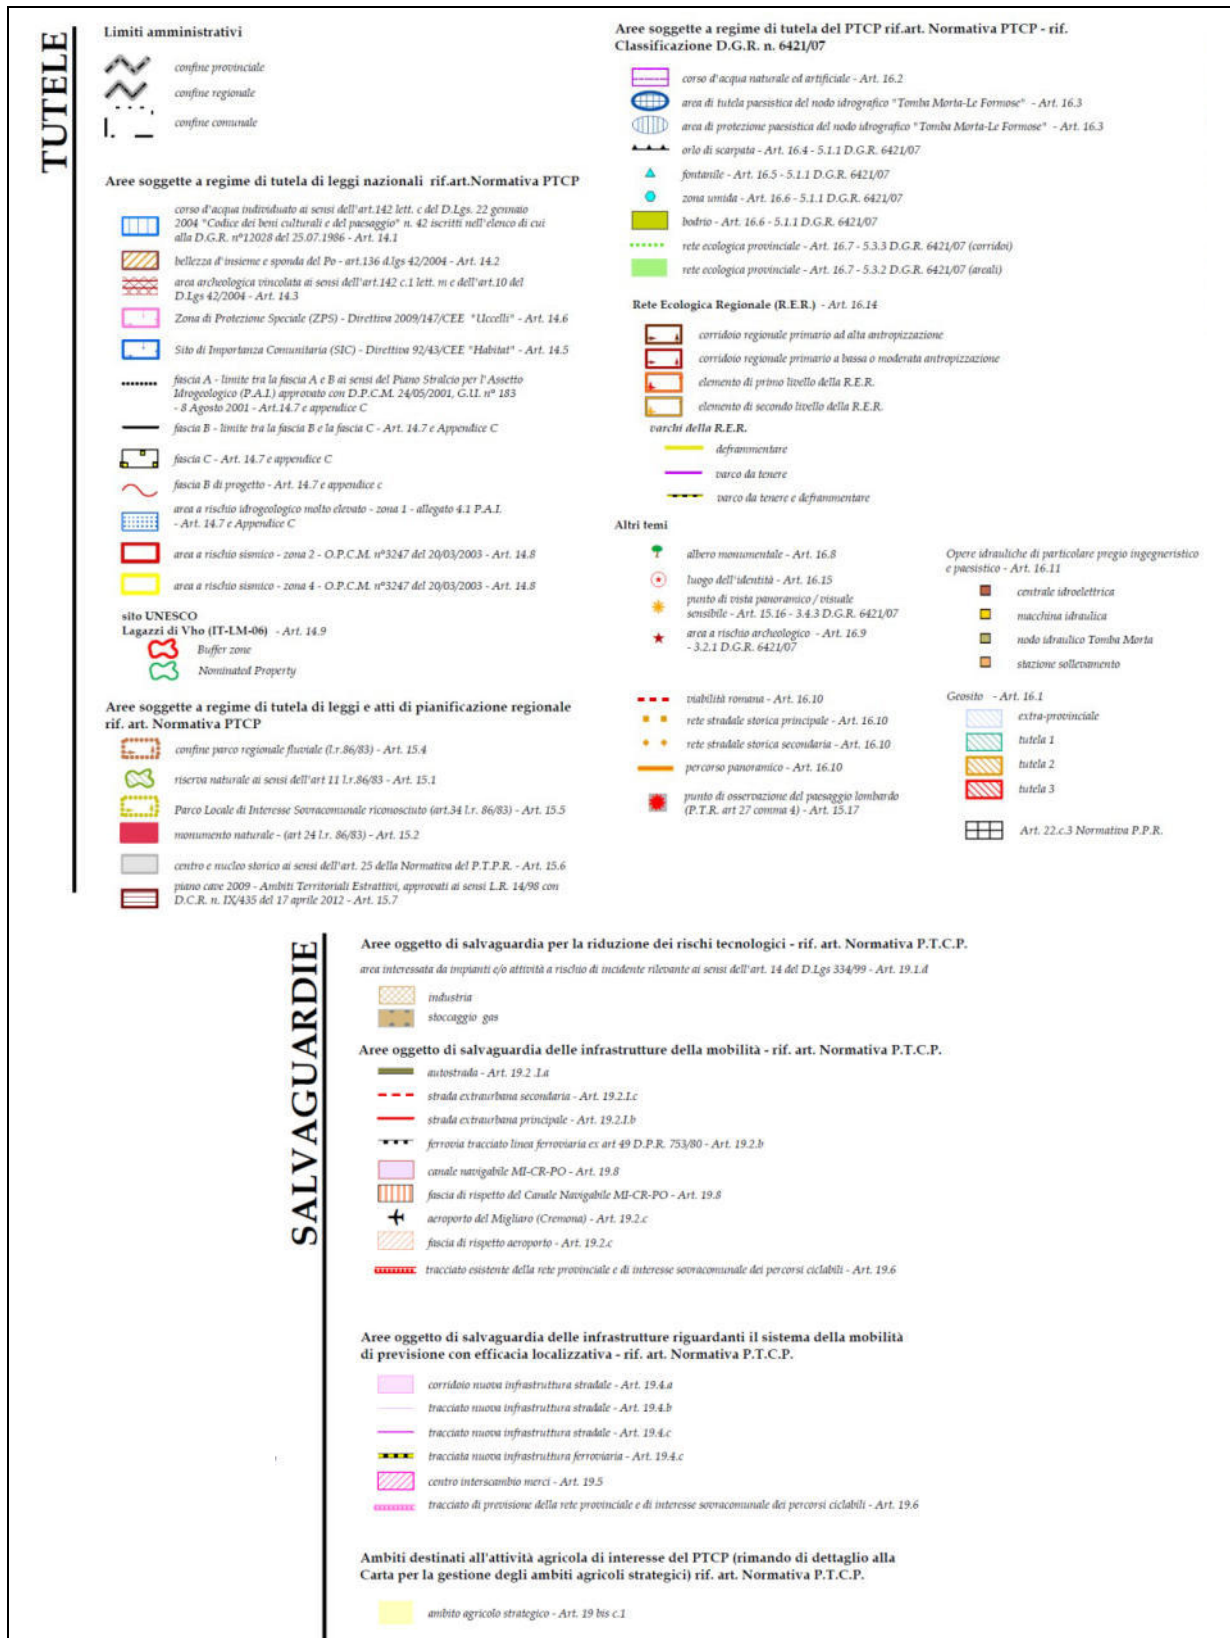 TUTELE
Limiti amministrativi
confine provinciale
confine regionale
confine comunale
Aree soggette a regime di tutela di leggi nazionali rif.art.Normativa PTCP
corso d'acqua individuato ai sensi dell'art.142 lett. c del D.Lgs. 22 gennaio
2004 "Codice dei beni culturali e del paesaggio" n. 42 iscritti nell'elenco di cui
alla D.G.R. n°12028 del 25.07.1986 - Art. 14.1
bellezza d'insieme e sponda del Po - art.136 d.lgs 42/2004 - Art. 14.2
area archeologica vincolata ai sensi dell'art.142 c.1 lett. m e dell'art.10 del
D.Lgs 42/2004 - Art. 14.3
Zona di Protezione Speciale (ZPS) - Direttiva 2009/147/CEE "Uccelli" - Art. 14.6
Sito di Importanza Comunitaria (SIC) - Direttiva 92/43/CEE "Habitat" - Art. 14.5
fascia A - limite tra la fascia A e B ai sensi del Piano Stralcio per l'Assetto
Idrogeologico (P.A.I.) approvato con D.P.C.M. 24/05/2001, G.U. n° 183
- 8 Agosto 2001 - Art.14.7 e appendice C
fascia B - limite tra la fascia B e la fascia C - Art. 14.7 e Appendice C
fascia C - Art. 14.7 e appendice C
fascia B di progetto - Art. 14.7 e appendice c
area a rischio idrogeologico molto elevato - zona 1 - allegato 4.1 P.A.I.
- Art. 14.7 e Appendice C
area a rischio sismico - zona 2 - O.P.C.M. n°3247 del 20/03/2003 - Art. 14.8
area a rischio sismico - zona 4 - O.P.C.M. n°3247 del 20/03/2003 - Art. 14.8
sito UNESCO
Lagazzi di Vho (IT-LM-06) - Art. 14.9
Buffer zone
Nominated Property
Aree soggette a regime di tutela di leggi e atti di pianificazione regionale
rif. art. Normativa PTCP
confine parco regionale fluviale (l.r.86/83) - Art. 15.4
riserva naturale ai sensi dell'art 11 l.r.86/83 - Art. 15.1
Parco Locale di Interesse Sovracomunale riconosciuto (art.34 l.r. 86/83) - Art. 15.5
monumento naturale - (art 24 l.r. 86/83) - Art. 15.2
centro e nucleo storico ai sensi dell'art. 25 della Normativa del P.T.P.R. - Art. 15.6
piano cave 2009 - Ambiti Territoriali Estrattivi, approvati ai sensi L.R. 14/98 con
D.C.R. n. IX/435 del 17 aprile 2012 - Art. 15.7
Aree soggette a regime di tutela del PTCP rif.art. Normativa PTCP - rif.
Classificazione D.G.R. n. 6421/07
corso d'acqua naturale ed artificiale - Art. 16.2
area di tutela paesistica del nodo idrografico "Tomba Morta-Le Formose" - Art. 16.3
area di protezione paesistica del nodo idrografico "Tomba Morta-Le Formose" - Art. 16.3
orlo di scarpata - Art. 16.4 - 5.1.1 D.G.R. 6421/07
fontanile - Art. 16.5 - 5.1.1 D.G.R. 6421/07
zona umida - Art. 16.6 - 5.1.1 D.G.R. 6421/07
bodrio - Art. 16.6 - 5.1.1 D.G.R. 6421/07
rete ecologica provinciale - Art. 16.7 - 5.3.3 D.G.R. 6421/07 (corridoi)
rete ecologica provinciale - Art. 16.7 - 5.3.2 D.G.R. 6421/07 (areali)
Rete Ecologica Regionale (R.E.R.) - Art. 16.14
corridoio regionale primario ad alta antropizzazione
corridoio regionale primario a bassa o moderata antropizzazione
elemento di primo livello della R.E.R.
elemento di secondo livello della R.E.R.
varchi della R.E.R.
deframmentare
varco da tenere
varco da tenere e deframmentare
Altri temi
albero monumentale - Art. 16.8
luogo dell'identità - Art. 16.15
punto di vista panoramico / visuale
sensibile - Art. 15.16 - 3.4.3 D.G.R. 6421/07
area a rischio archeologico - Art. 16.9
- 3.2.1 D.G.R. 6421/07
viabilità romana - Art. 16.10
rete stradale storica principale - Art. 16.10
rete stradale storica secondaria - Art. 16.10
percorso panoramico - Art. 16.10
punto di osservazione del paesaggio lombardo
(P.T.R. art 27 comma 4) - Art. 15.17
Opere idrauliche di particolare pregio ingegneristico
e paesistico - Art. 16.11
centrale idroelettrica
macchina idraulica
nodo idraulico Tomba Morta
stazione sollevamento
Geosito - Art. 16.1
extra-provinciale
tutela 1
tutela 2
tutela 3
Art. 22.c.3 Normativa P.P.R.
SALVAGUARDIE
Aree oggetto di salvaguardia per la riduzione dei rischi tecnologici - rif. art. Normativa P.T.C.P.
area interessata da impianti e/o attività a rischio di incidente rilevante ai sensi dell'art. 14 del D.Lgs 334/99 - Art. 19.1.d
industria
stoccaggio gas
Aree oggetto di salvaguardia delle infrastrutture della mobilità - rif. art. Normativa P.T.C.P.
autostrada - Art. 19.2 .I.a
strada extraurbana secondaria - Art. 19.2.I.c
strada extraurbana principale - Art. 19.2.I.b
ferrovia tracciato linea ferroviaria ex art 49 D.P.R. 753/80 - Art. 19.2.b
canale navigabile MI-CR-PO - Art. 19.8
fascia di rispetto del Canale Navigabile MI-CR-PO - Art. 19.8
aeroporto del Migliaro (Cremona) - Art. 19.2.c
fascia di rispetto aeroporto - Art. 19.2.c
tracciato esistente della rete provinciale e di interesse sovracomunale dei percorsi ciclabili - Art. 19.6
Aree oggetto di salvaguardia delle infrastrutture riguardanti il sistema della mobilità
di previsione con efficacia localizzativa - rif. art. Normativa P.T.C.P.
corridoio nuova infrastruttura stradale - Art. 19.4.a
tracciato nuova infrastruttura stradale - Art. 19.4.b
tracciato nuova infrastruttura stradale - Art. 19.4.c
tracciata nuova infrastruttura ferroviaria - Art. 19.4.c
centro interscambio merci - Art. 19.5
tracciato di previsione della rete provinciale e di interesse sovracomunale dei percorsi ciclabili - Art. 19.6
Ambiti destinati all'attività agricola di interesse del PTCP (rimando di dettaglio alla
Carta per la gestione degli ambiti agricoli strategici) rif. art. Normativa P.T.C.P.
ambito agricolo strategico - Art. 19 bis c.1